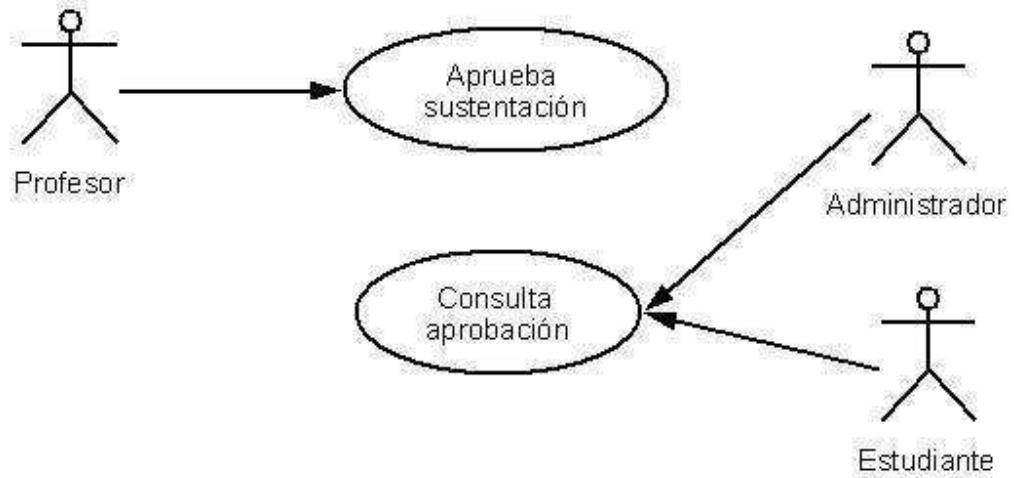 Aprueba
sustentación
Profesor
Administrador
Consulta
aprobación
Estudiante